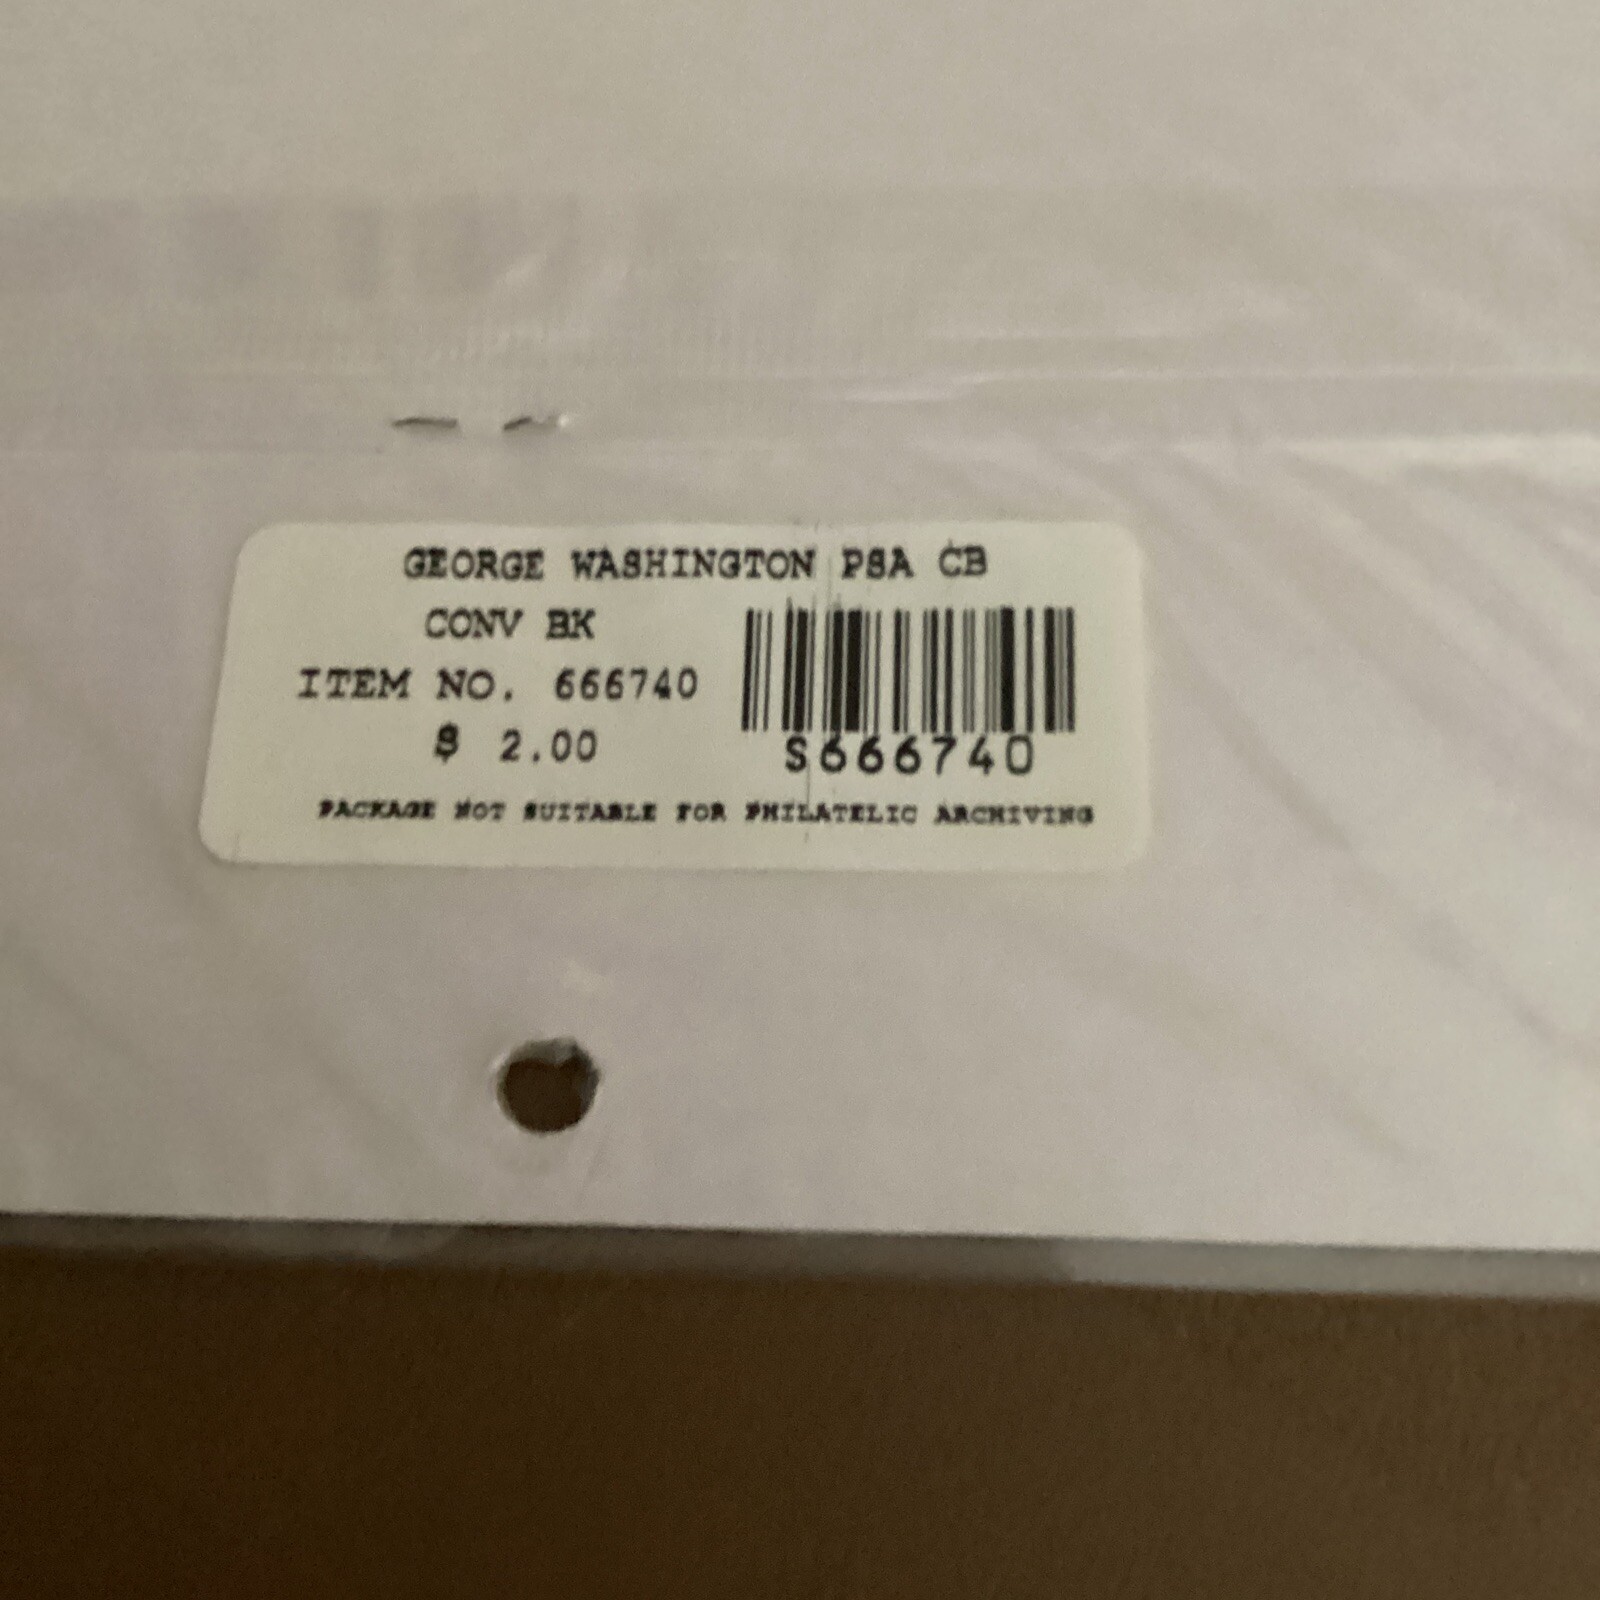 GEORGE WASHINGTON PSA CB
CONV BK
ITEM NO. 666740
$ 2.00
S666740
PACKAGE NOT SUITABLE FOR PHILATELIC ARCHIVING